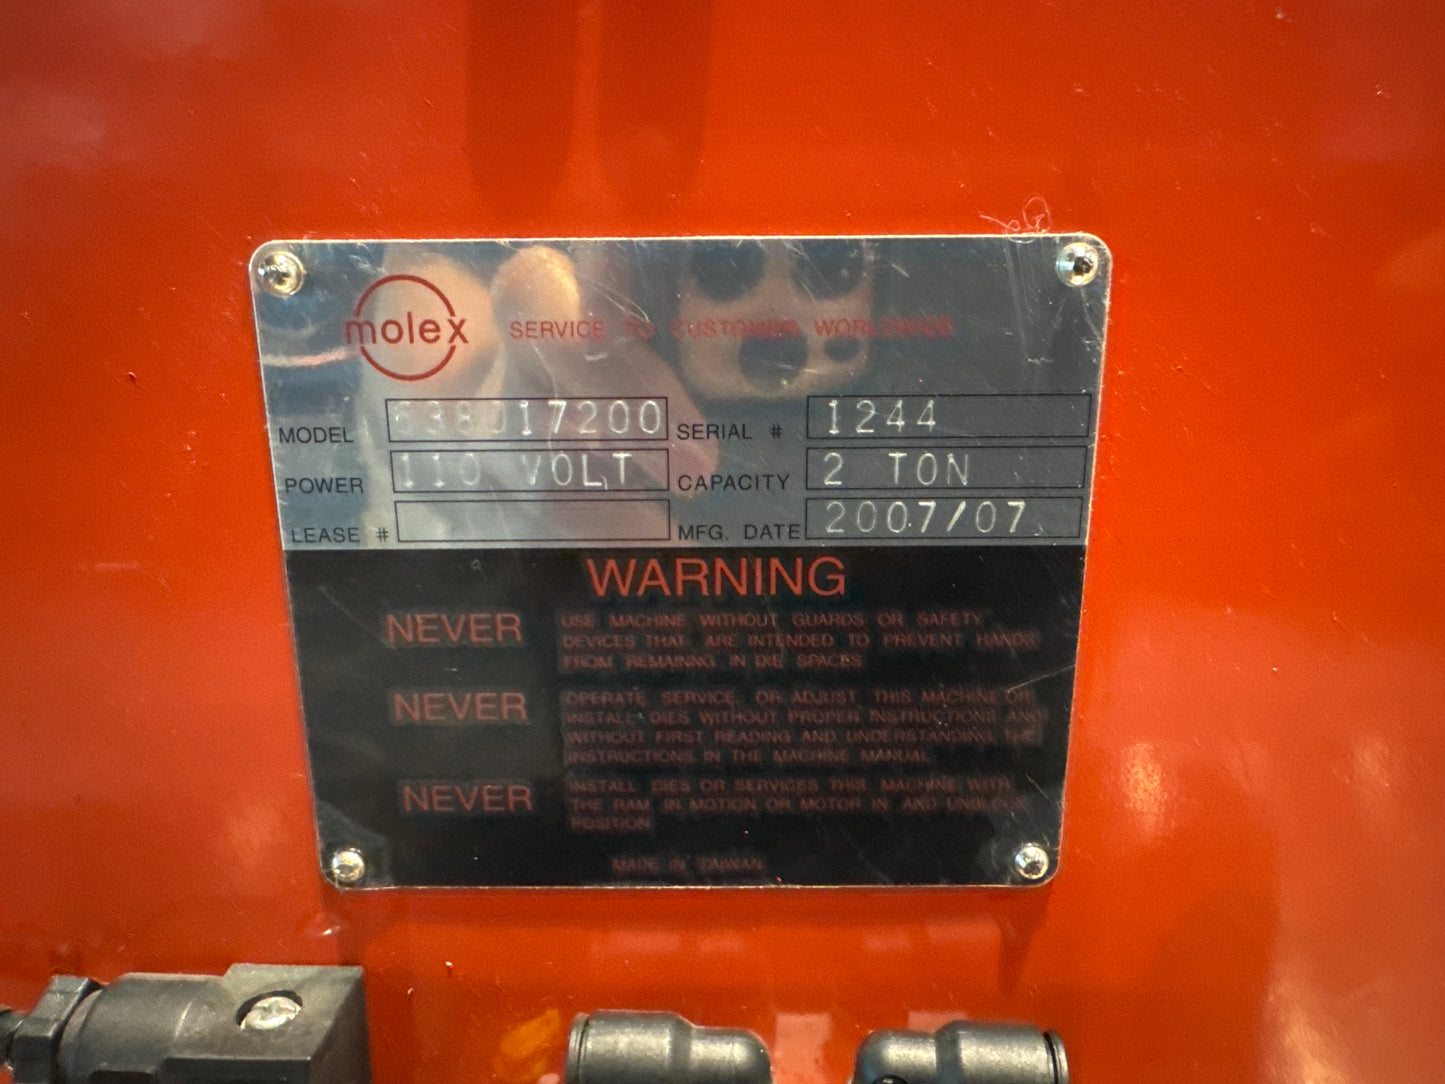 molex SERVICE TO CUSTOMER WORLDWIDE
MODEL 638017200 SERIAL # 1244
POWER 110 VOLT CAPACITY 2 TON
LEASE # MFG. DATE 2007/07
WARNING
NEVER USE MACHINE WITHOUT GUARDS OR SAFETY
DEVICES THAT ARE INTENDED TO PREVENT HANDS
FROM REMAINNG IN DIE SPACES
NEVER OPERATE, SERVICE, OR ADJUST THIS MACHINE OR
INSTALL DIES WITHOUT PROPER INSTRUCTIONS AND
WITHOUT FIRST READING AND UNDERSTANDING THE
INSTRUCTIONS IN THE MACHINE MANUAL
NEVER INSTALL DIES OR SERVICES THIS MACHINE WITH
THE RAM IN MOTION OR MOTOR IN AND UNBLOCK
POSITION
MADE IN TAIWAN